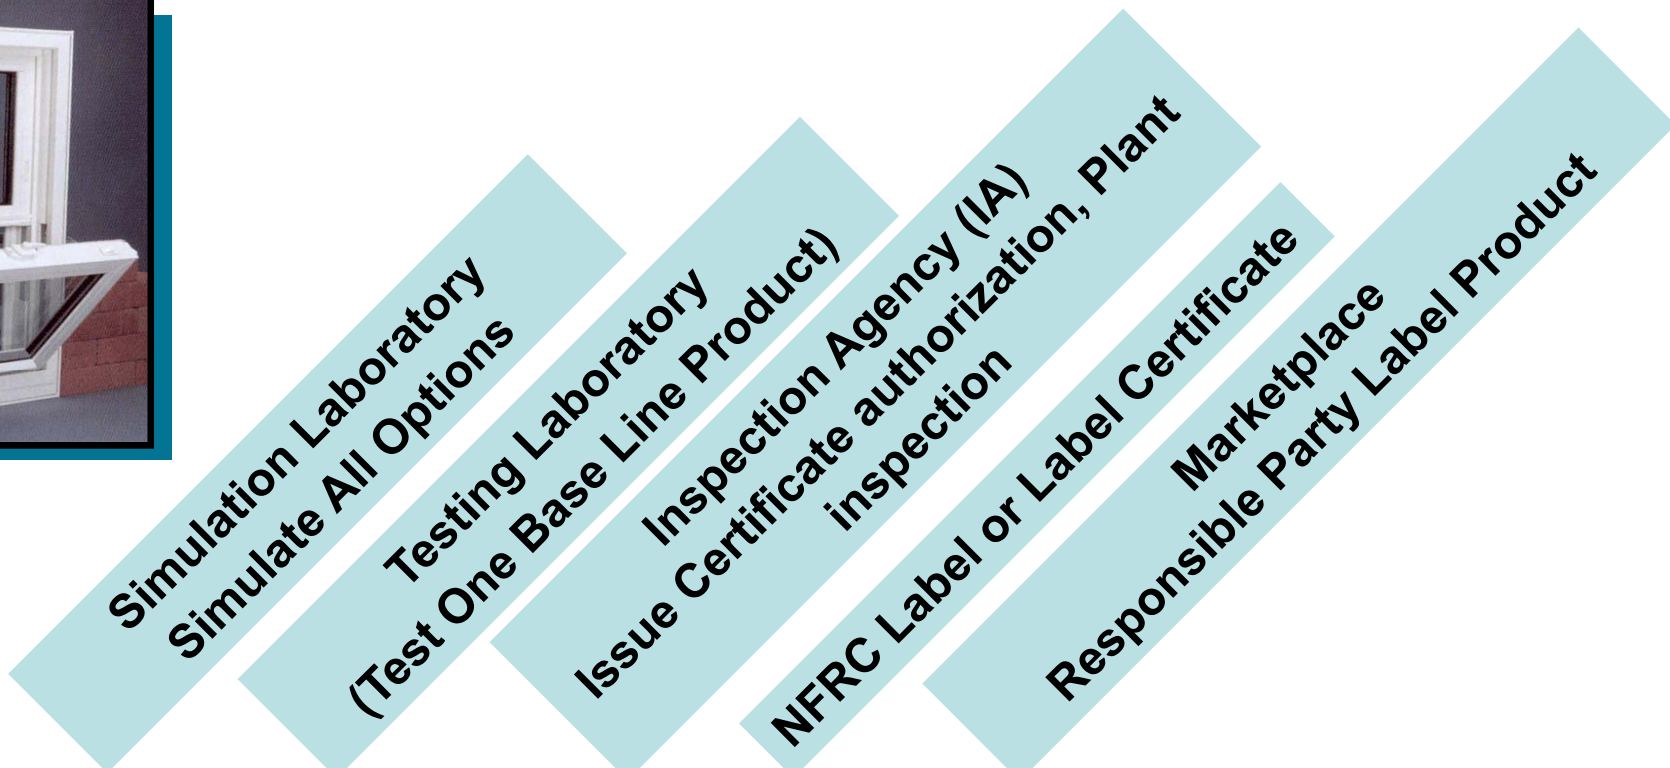 Simulation Laboratory
Simulate All Options
Testing Laboratory
(Test One Base Line Product)
Inspection Agency (IA)
Issue Certificate authorization, Plant
inspection
NFRC Label or Label Certificate
Marketplace
Responsible Party Label Product